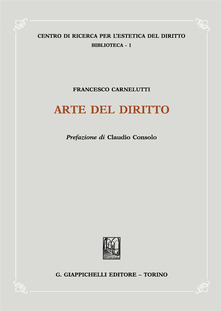 CENTRO DI RICERCA PER L'ESTETICA DEL DIRITTO
BIBLIOTECA - 1
FRANCESCO CARNELUTTI
ARTE DEL DIRITTO
Prefazione di Claudio Consolo
G. GIAPPICHELLI EDITORE – TORINO